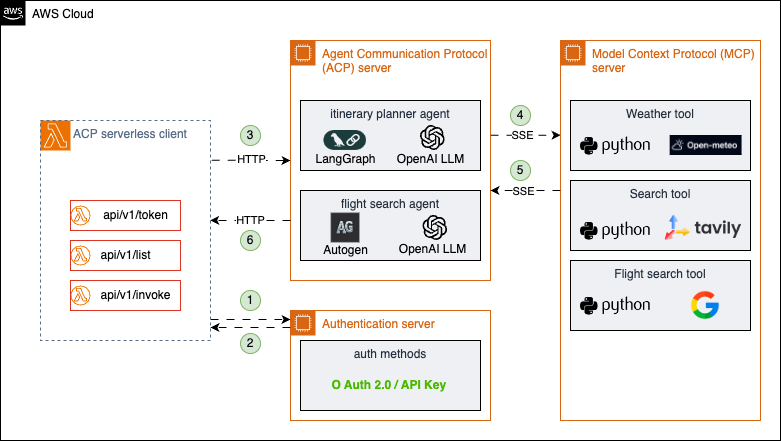 aws
AWS Cloud
ACP serverless client
api/v1/token
api/v1/list
api/v1/invoke
3
HTTP
HTTP
6
1
2
Agent Communication Protocol
(ACP) server
itinerary planner agent
LangGraph
OpenAI LLM
flight search agent
AG
Autogen
OpenAI LLM
Authentication server
auth methods
O Auth 2.0 / API Key
4
SSE
5
SSE
Model Context Protocol (MCP)
server
Weather tool
python
Open-meteo
Search tool
python
tavily
Flight search tool
python